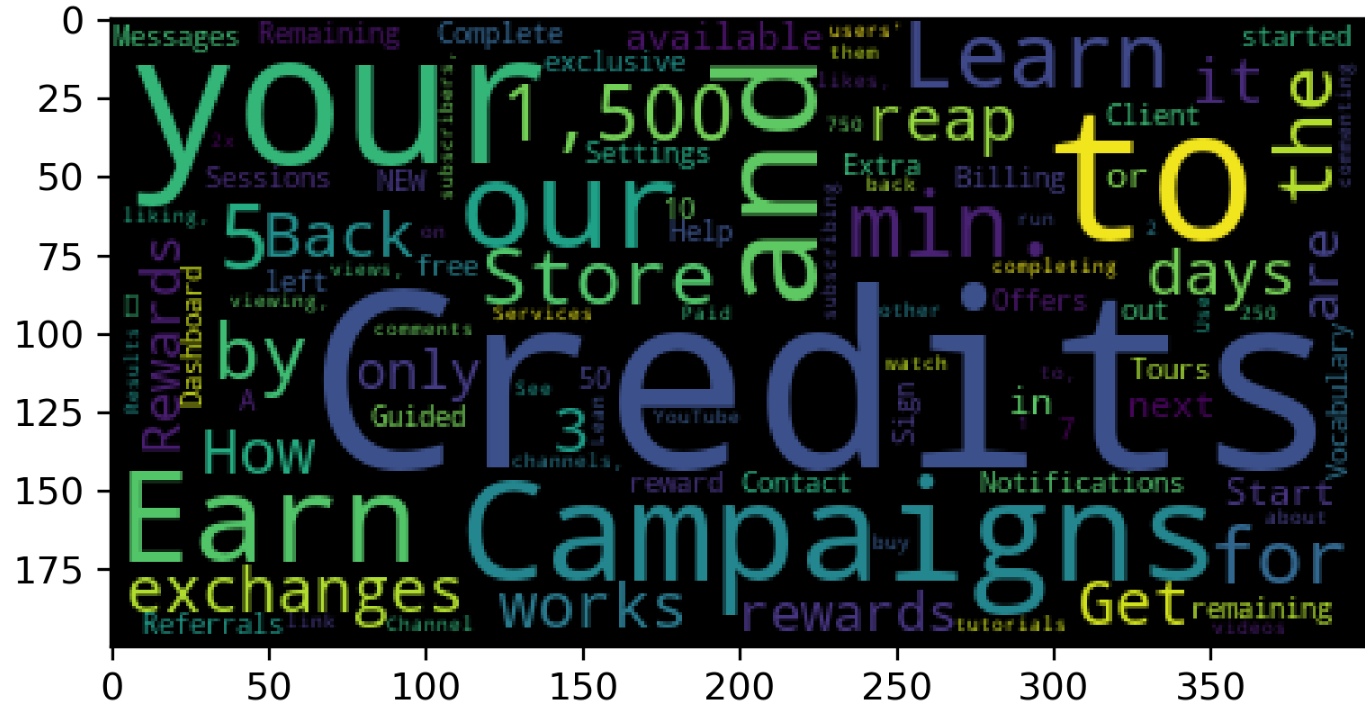 Messages Remaining Complete available users' Learn started
them
exclusive likes, it
your 1,500 and 750 reap Client the
subscribers, commenting
2x Settings Extra to
Sessions NEW back Billing or
liking, 5 Back our 10 Help min. run 2
on subscribing
left views, free Store completing days are
viewing, Offers
Rewards Dashboard Services Paid other out Use 250
Results by comments Credits
only See 50 watch to, Tours Vocabulary
A Guided 3 Lean YouTube Sign in 1 7 next
How channels,
Earn reward Contact Notifications Start
Campaigns about
buy for
exchanges works rewards Get remaining
Referrals link Channel tutorials videos
0
25
50
75
100
125
150
175
0 50 100 150 200 250 300 350